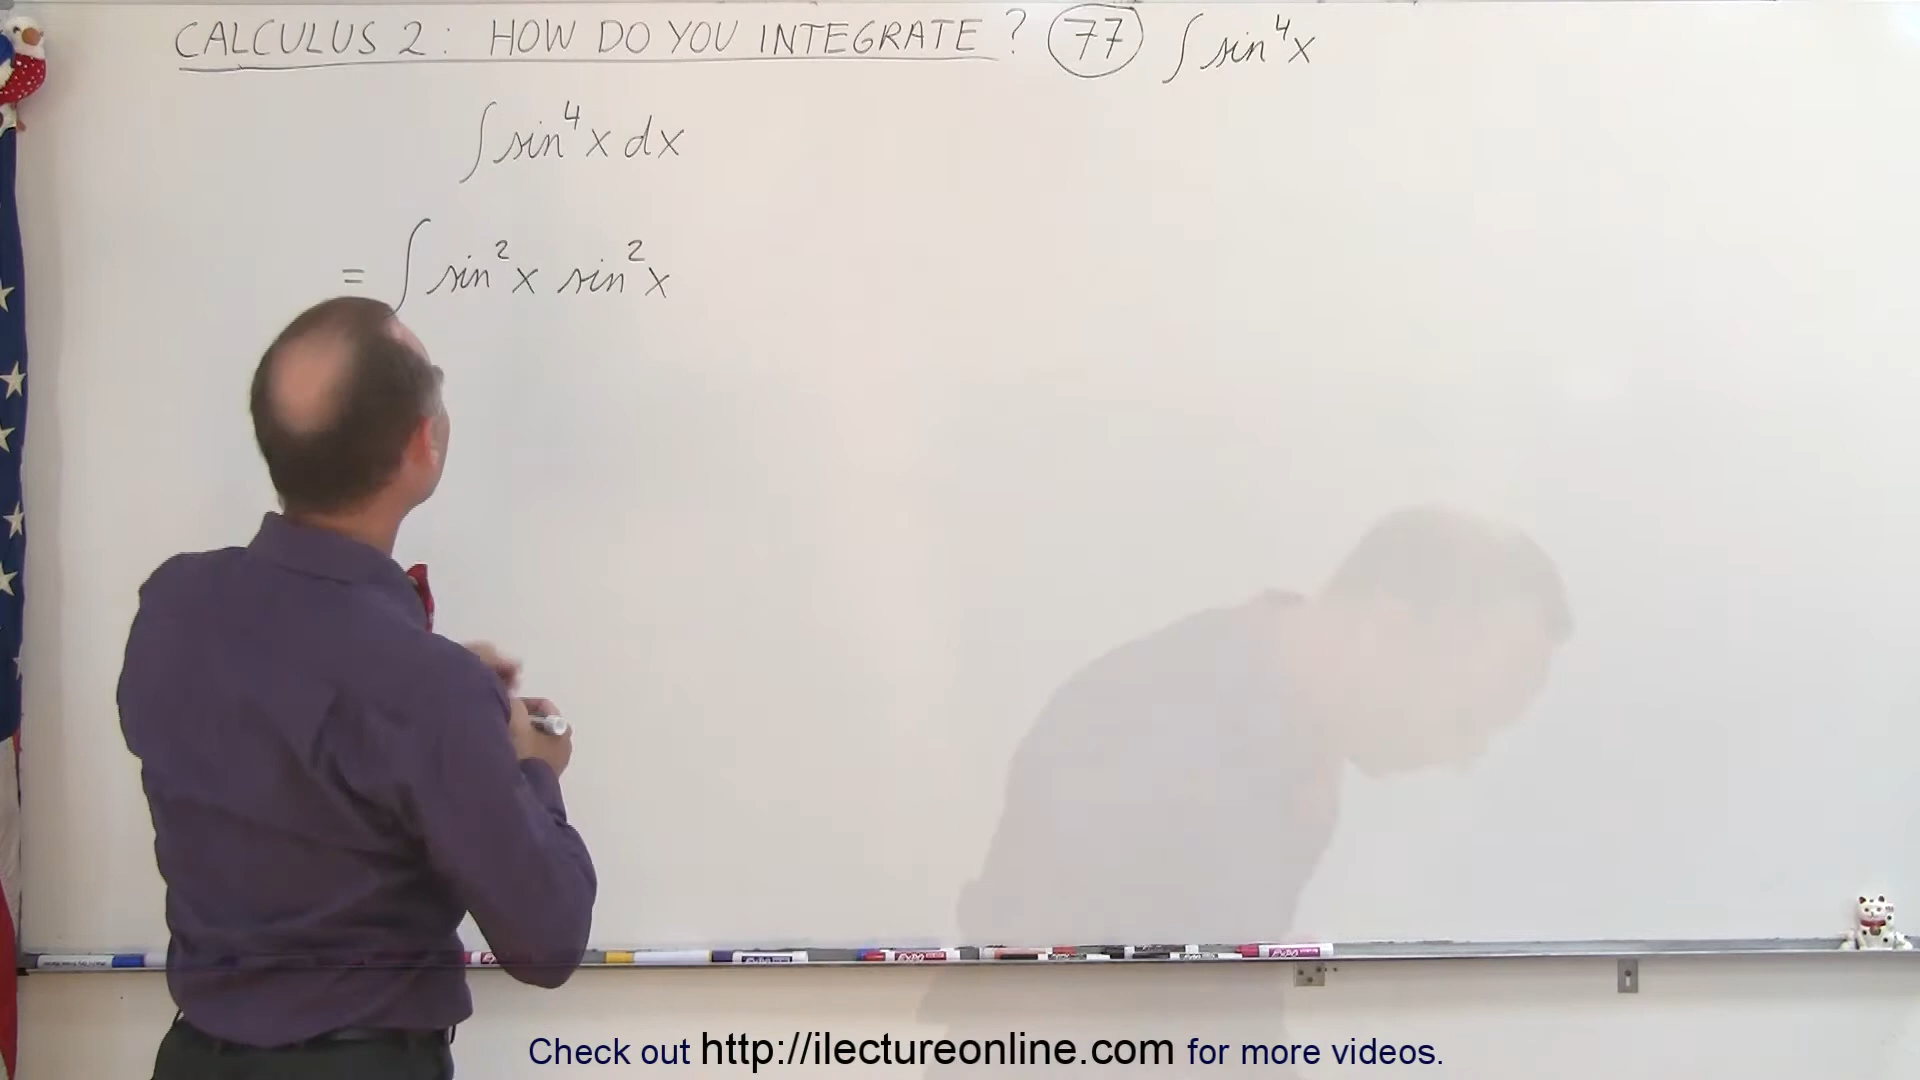 CALCULUS 2: HOW DO YOU INTEGRATE? 77 ∫ sin⁴x
∫ sin⁴x dx
= ∫ sin²x sin²x
EXPO
Check out http://ilectureonline.com for more videos.